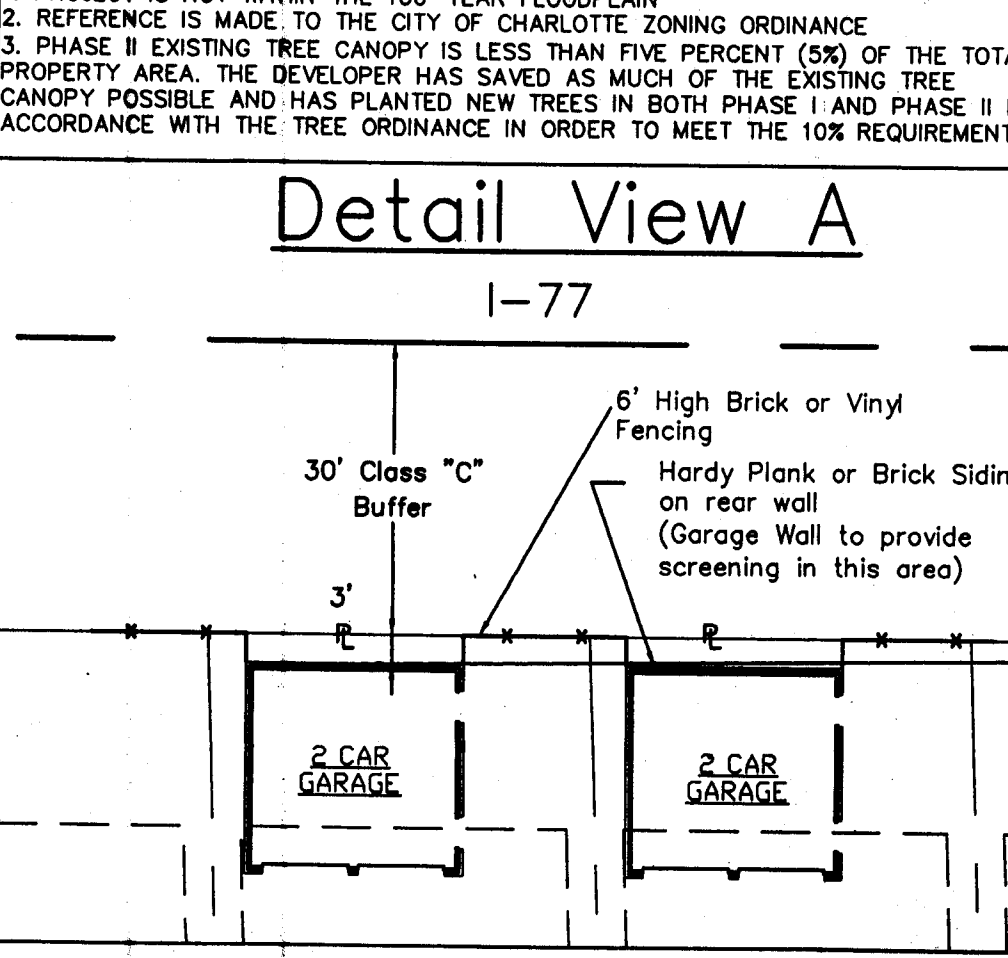 2. REFERENCE IS MADE TO THE CITY OF CHARLOTTE ZONING ORDINANCE
3. PHASE II EXISTING TREE CANOPY IS LESS THAN FIVE PERCENT (5%) OF THE
PROPERTY AREA. THE DEVELOPER HAS SAVED AS MUCH OF THE EXISTING TREE
CANOPY POSSIBLE AND HAS PLANTED NEW TREES IN BOTH PHASE I AND PHASE II
ACCORDANCE WITH THE TREE ORDINANCE IN ORDER TO MEET THE 10% REQUIREMENT
Detail View A
I-77
6' High Brick or Vinyl
Fencing
30' Class "C"
Buffer
Hardy Plank or Brick
on rear wall
(Garage Wall to provide
screening in this area)
3'
PL
PL
2 CAR
GARAGE
2 CAR
GARAGE